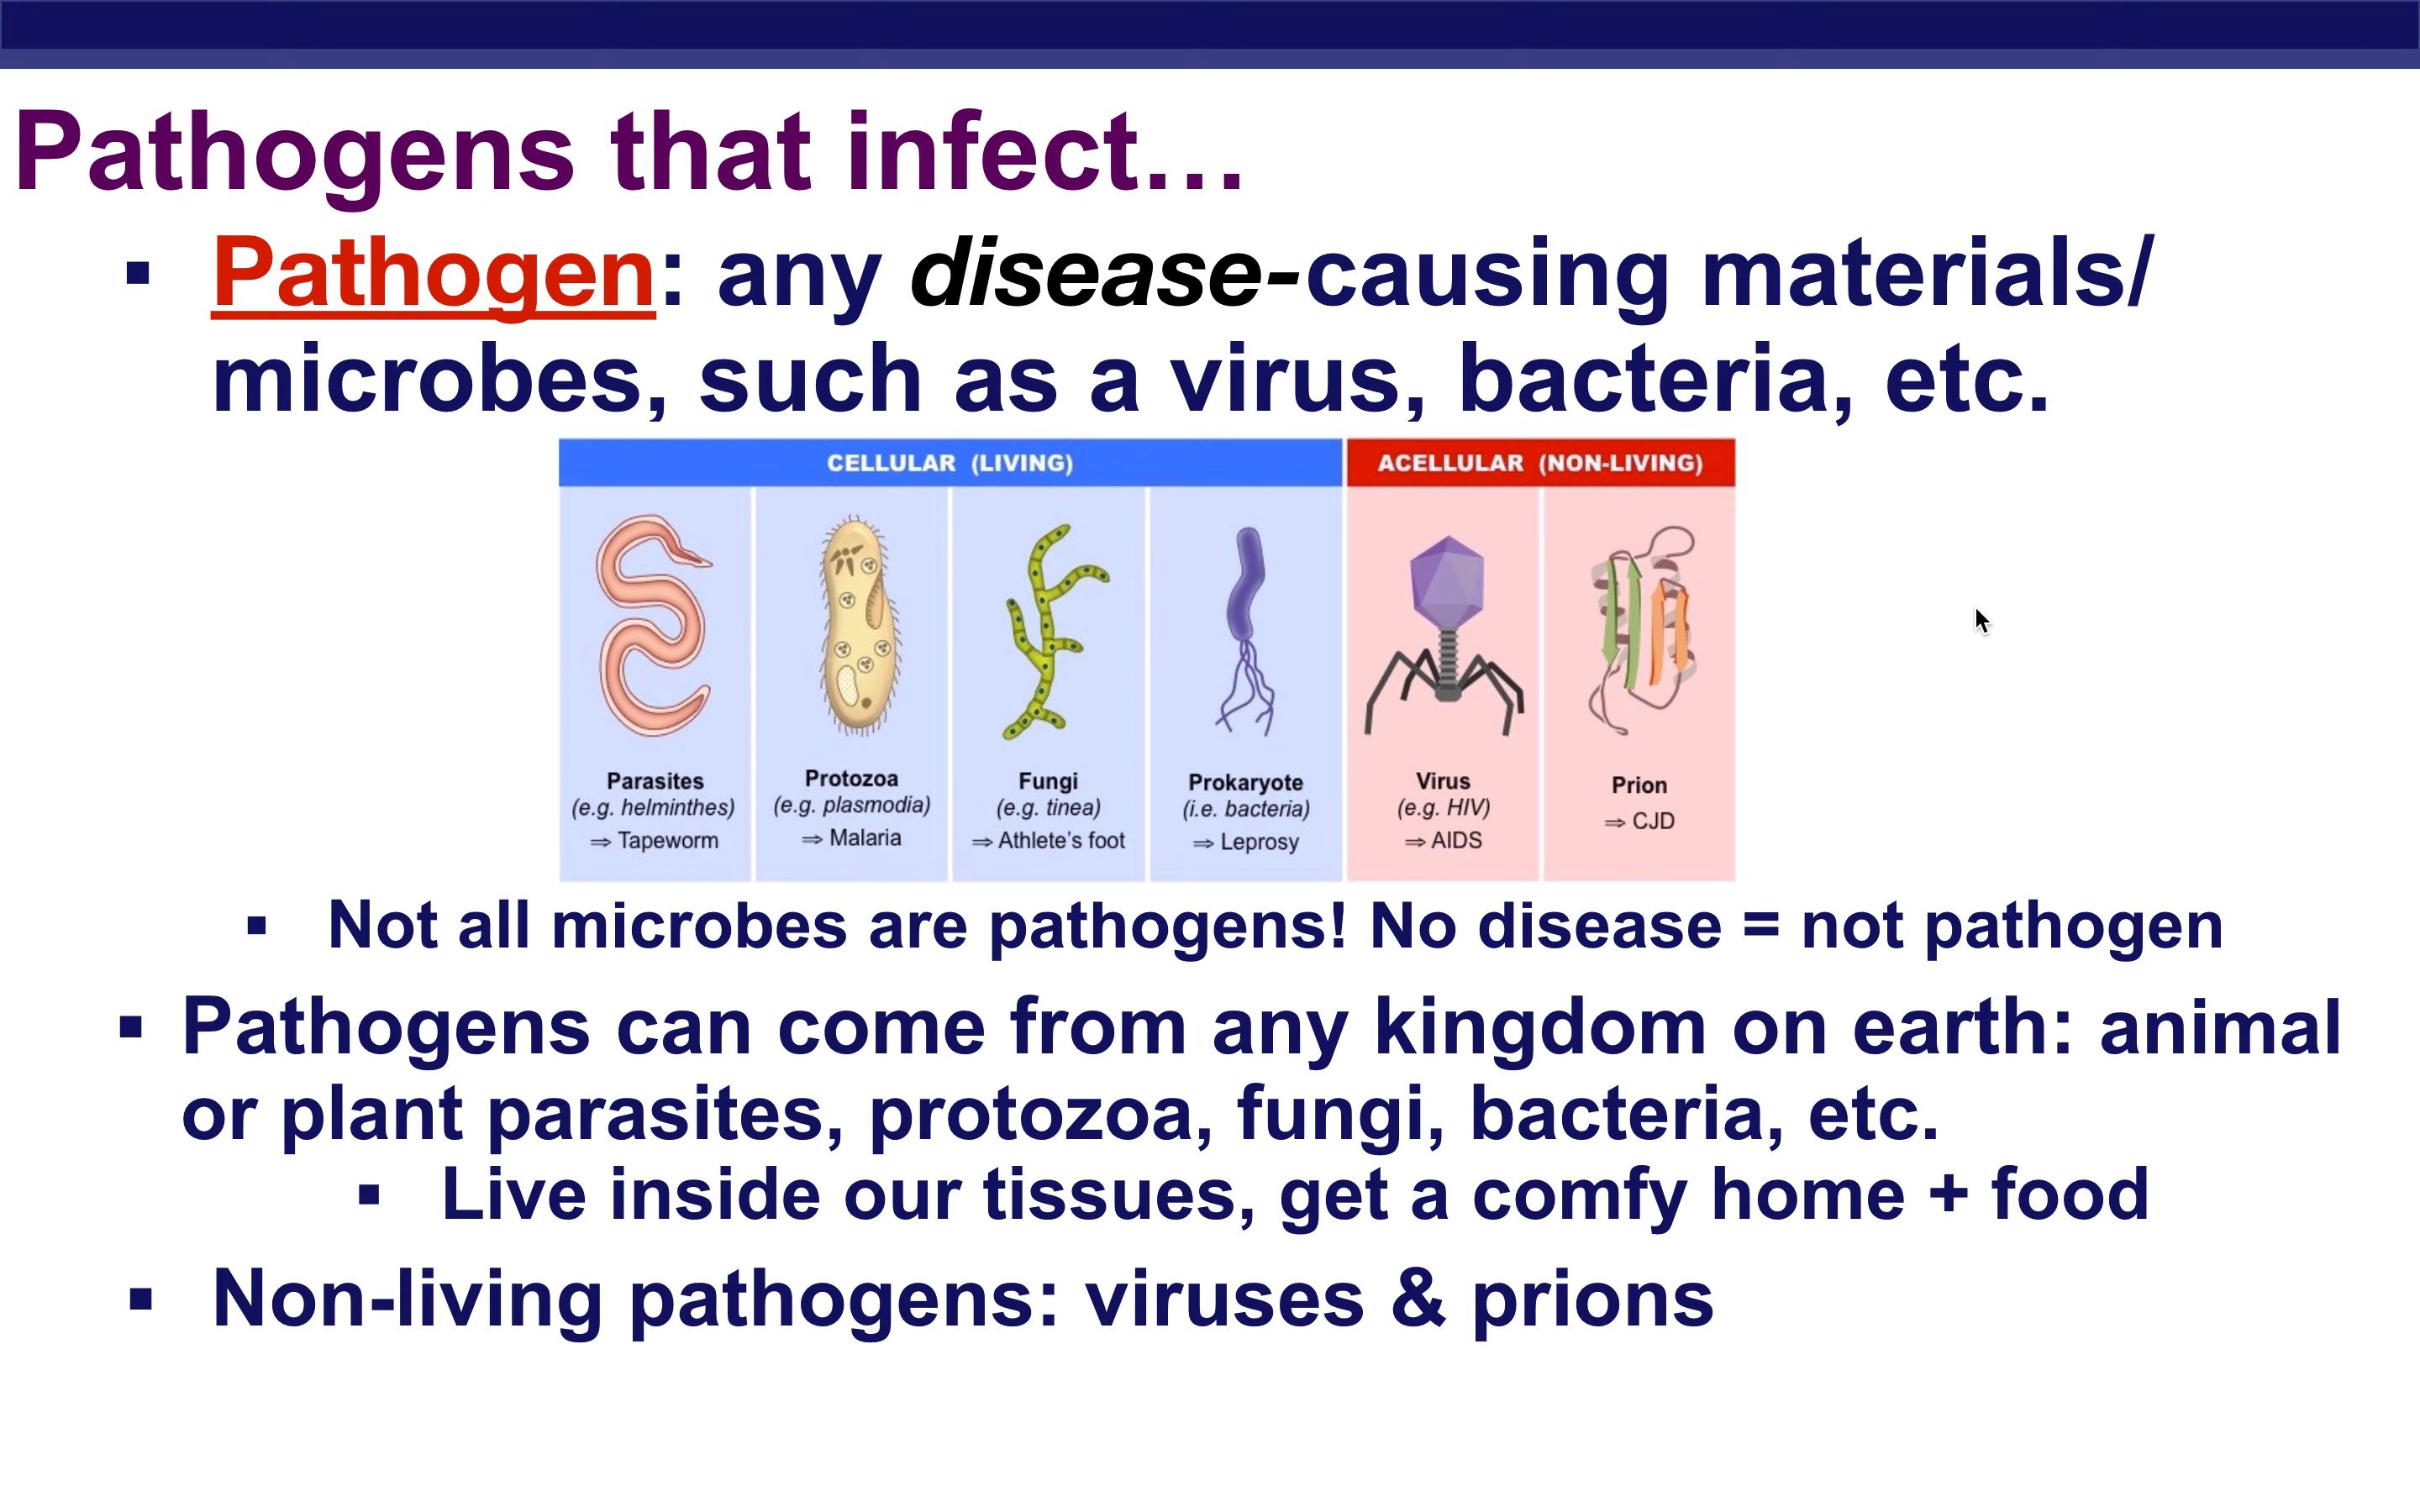 Pathogens that infect…
▪ Pathogen: any disease-causing materials/
microbes, such as a virus, bacteria, etc.
CELLULAR (LIVING)
ACELLULAR (NON-LIVING)
Parasites
(e.g. helminthes)
⇒ Tapeworm
Protozoa
(e.g. plasmodia)
⇒ Malaria
Fungi
(e.g. tinea)
⇒ Athlete's foot
Prokaryote
(i.e. bacteria)
⇒ Leprosy
Virus
(e.g. HIV)
⇒ AIDS
Prion
⇒ CJD
▪ Not all microbes are pathogens! No disease = not pathogen
▪ Pathogens can come from any kingdom on earth: animal
or plant parasites, protozoa, fungi, bacteria, etc.
▪ Live inside our tissues, get a comfy home + food
▪ Non-living pathogens: viruses & prions